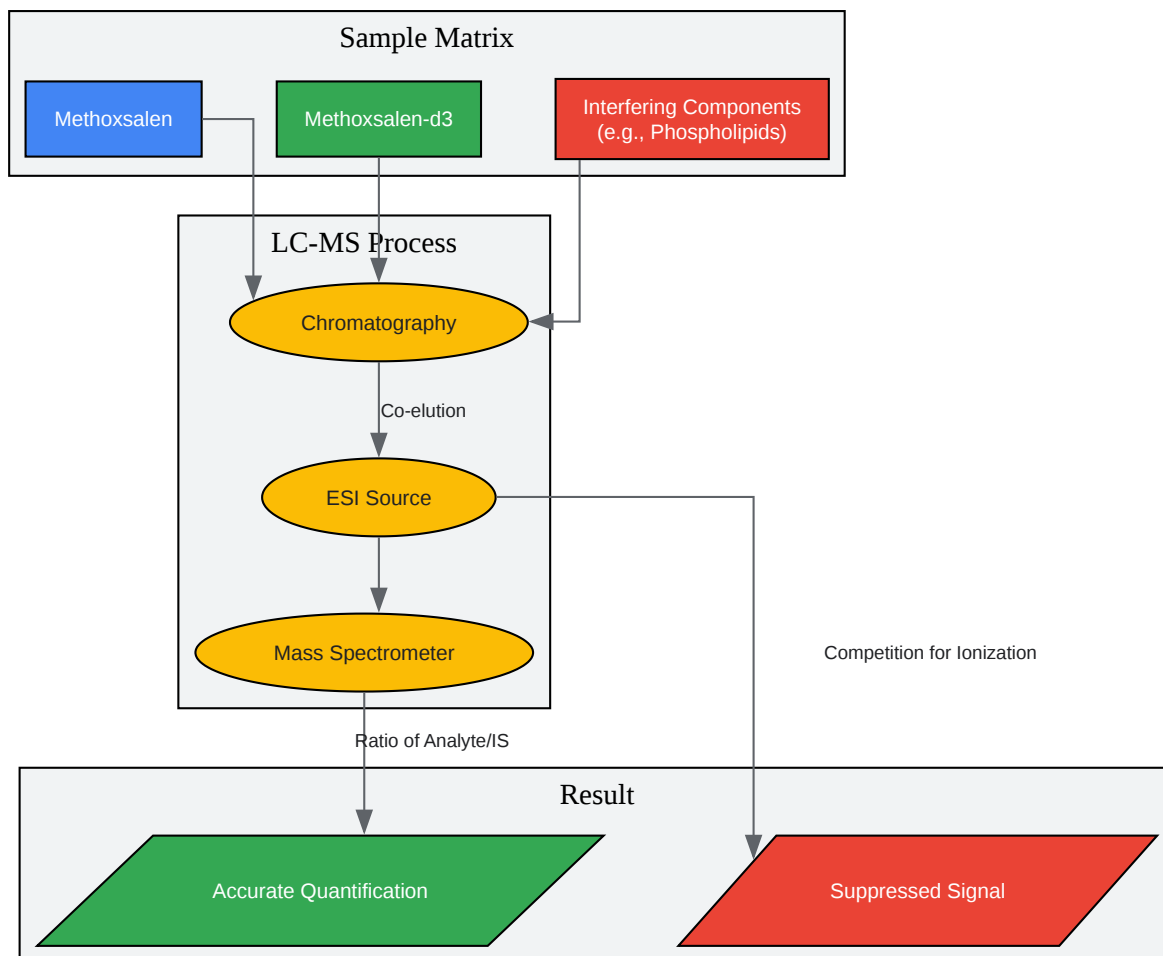 Sample Matrix
Methoxsalen
Methoxsalen-d3
Interfering Components
(e.g., Phospholipids)
LC-MS Process
Chromatography
Co-elution
ESI Source
Mass Spectrometer
Competition for Ionization
Ratio of Analyte/IS
Result
Accurate Quantification
Suppressed Signal